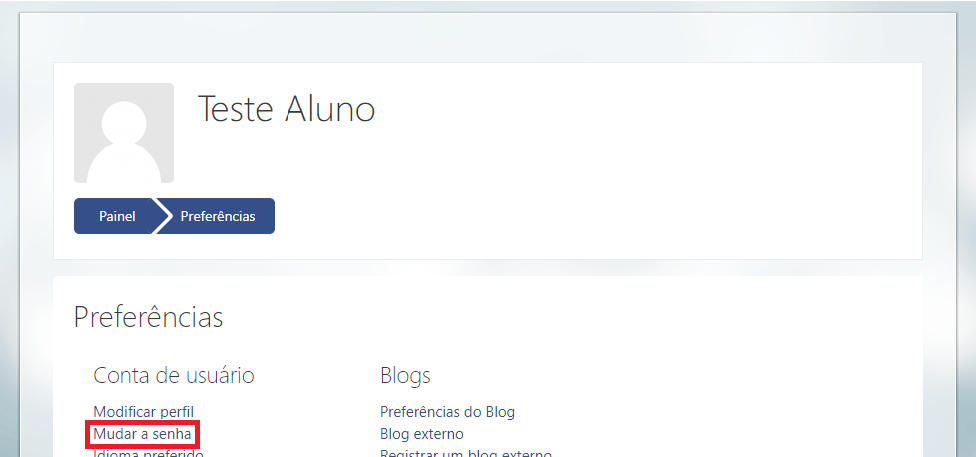 Teste Aluno
Painel
Preferências
Preferências
Conta de usuário
Modificar perfil
Mudar a senha
Idioma preferido
Blogs
Preferências do Blog
Blog externo
Registrar um blog externo